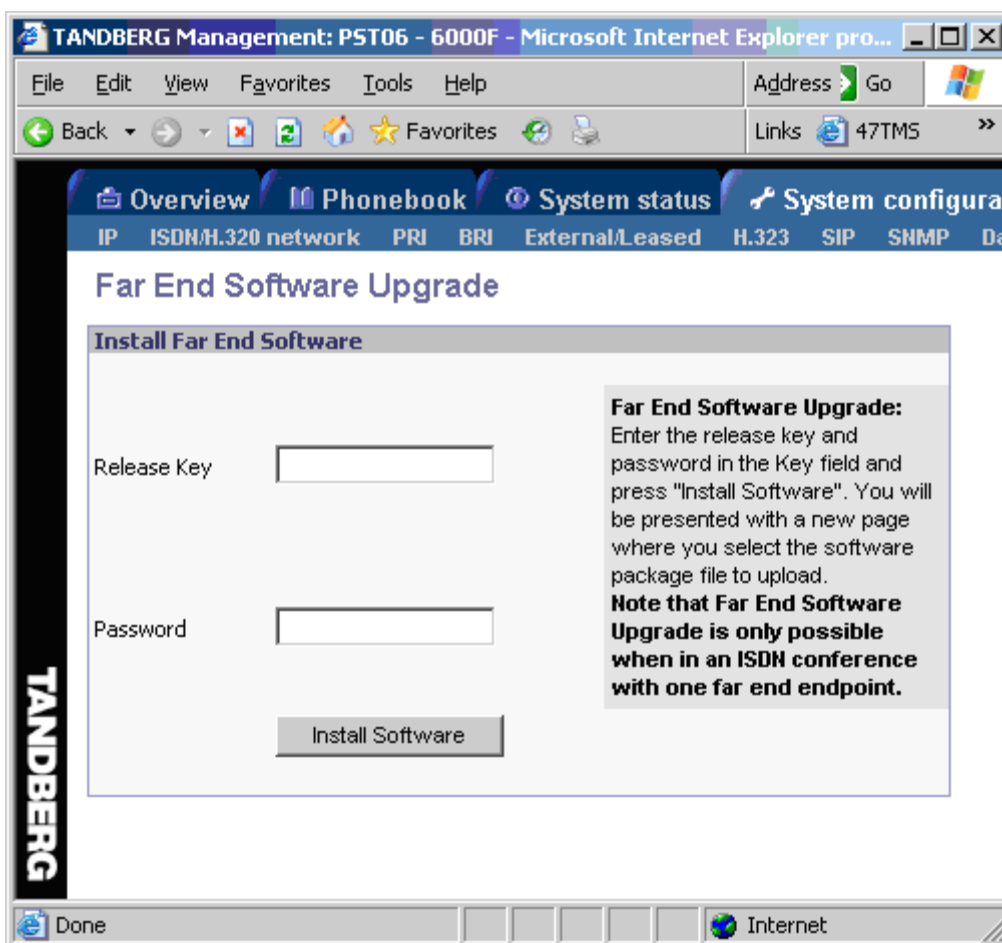 TANDBERG Management: PST06 - 6000F - Microsoft Internet Explorer pro...
File Edit View Favorites Tools Help Address Go
Back Favorites Links 47TMS »
Overview Phonebook System status System configura
IP ISDN/H.320 network PRI BRI External/Leased H.323 SIP SNMP Da
Far End Software Upgrade
Install Far End Software
Release Key
Password
Install Software
Far End Software Upgrade:
Enter the release key and
password in the Key field and
press "Install Software". You will
be presented with a new page
where you select the software
package file to upload.
Note that Far End Software
Upgrade is only possible
when in an ISDN conference
with one far end endpoint.
TANDBERG
Done Internet